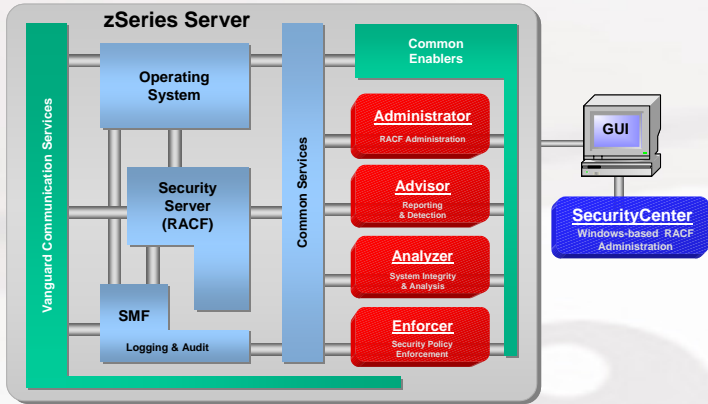 zSeries Server
Vanguard Communication Services
Operating
System
Security
Server
(RACF)
SMF
Logging & Audit
Common Services
Common
Enablers
Administrator
RACF Administration
Advisor
Reporting
& Detection
Analyzer
System Integrity
& Analysis
Enforcer
Security Policy
Enforcement
GUI
SecurityCenter
Windows-based RACF
Administration